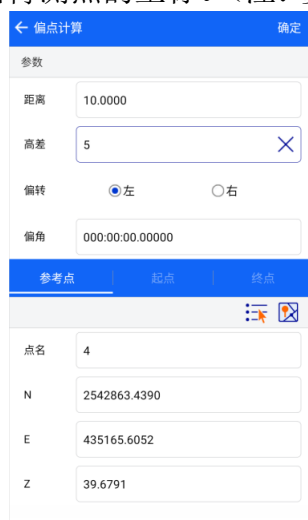 ← 偏点计算 确定
参数
距离 10.0000
高差 5
偏转 左 右
偏角 000:00:00.00000
参考点 起点 终点
点名 4
N 2542863.4390
E 435165.6052
Z 39.6791